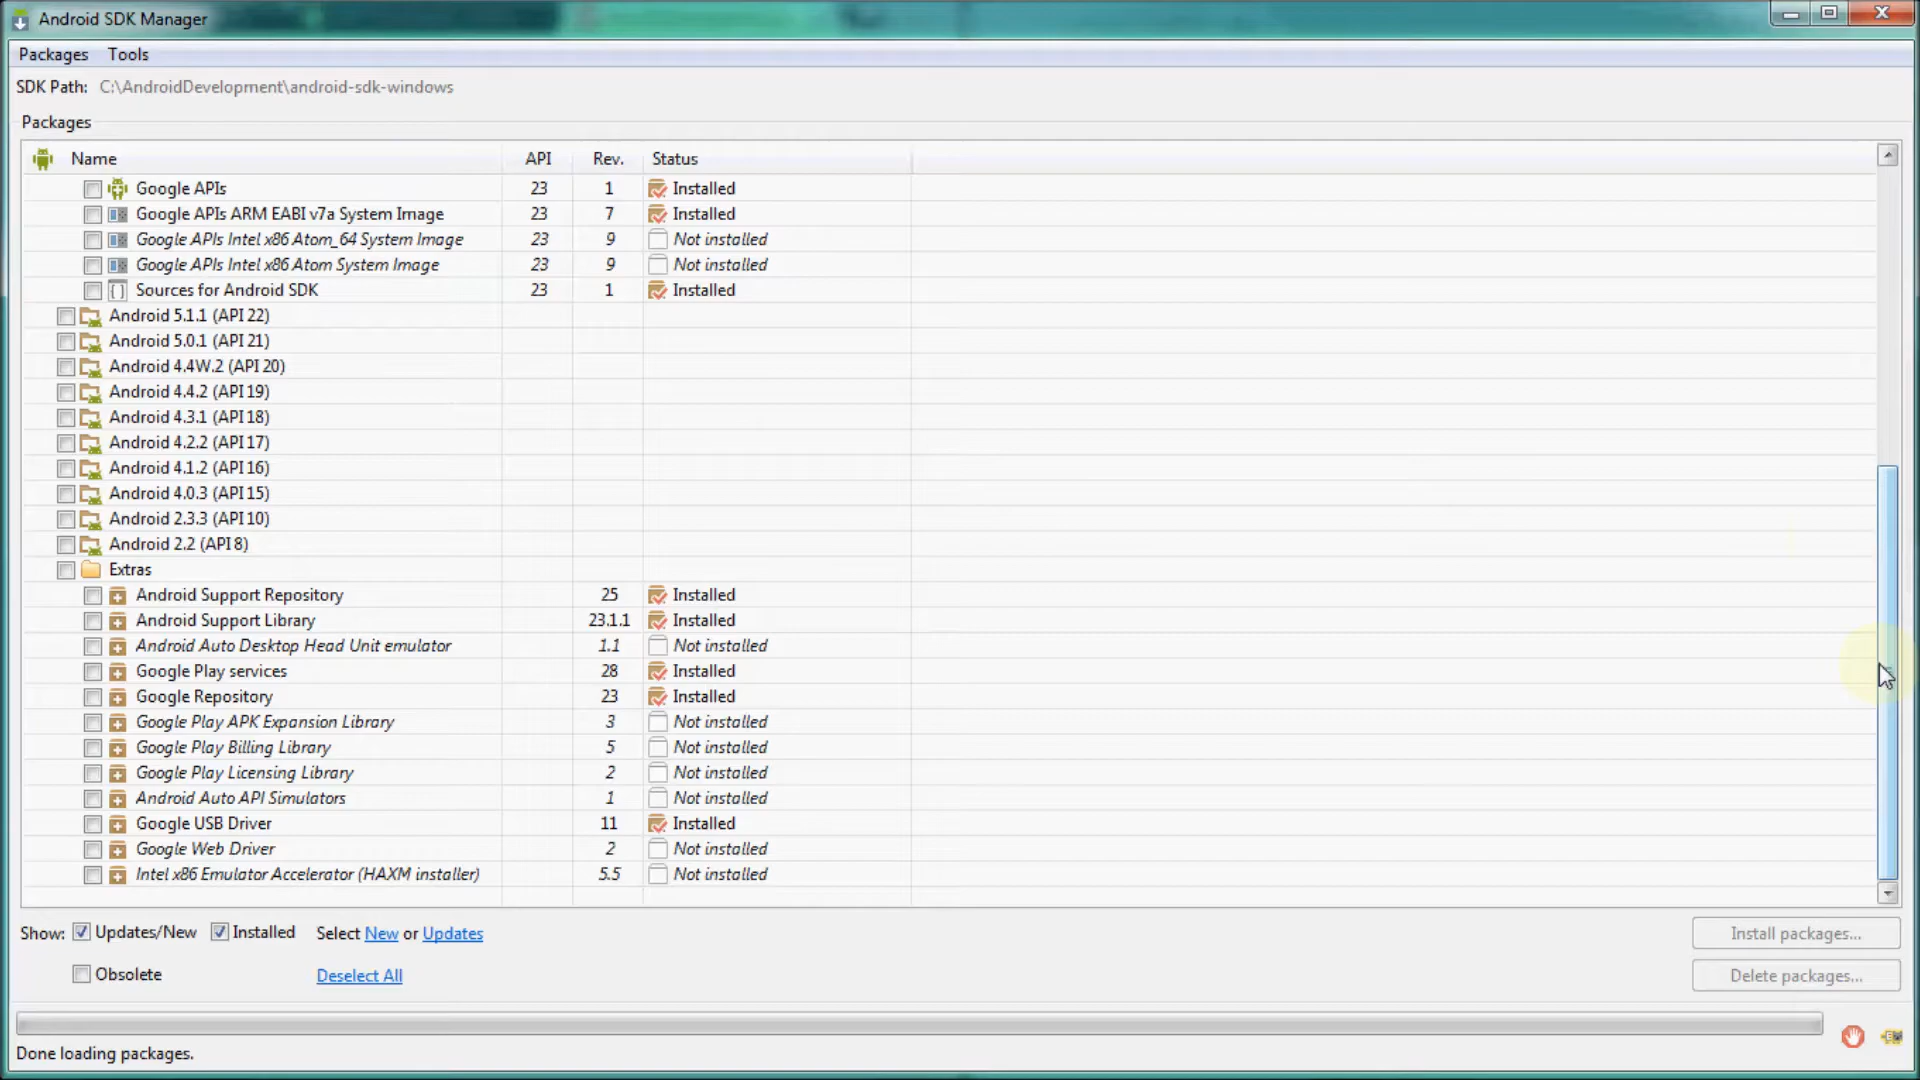 Android SDK Manager
Packages Tools
SDK Path: C:\AndroidDevelopment\android-sdk-windows
Packages
Name API Rev. Status
Google APIs 23 1 Installed
Google APIs ARM EABI v7a System Image 23 7 Installed
Google APIs Intel x86 Atom_64 System Image 23 9 Not installed
Google APIs Intel x86 Atom System Image 23 9 Not installed
Sources for Android SDK 23 1 Installed
Android 5.1.1 (API 22)
Android 5.0.1 (API 21)
Android 4.4W.2 (API 20)
Android 4.4.2 (API 19)
Android 4.3.1 (API 18)
Android 4.2.2 (API 17)
Android 4.1.2 (API 16)
Android 4.0.3 (API 15)
Android 2.3.3 (API 10)
Android 2.2 (API 8)
Extras
Android Support Repository 25 Installed
Android Support Library 23.1.1 Installed
Android Auto Desktop Head Unit emulator 1.1 Not installed
Google Play services 28 Installed
Google Repository 23 Installed
Google Play APK Expansion Library 3 Not installed
Google Play Billing Library 5 Not installed
Google Play Licensing Library 2 Not installed
Android Auto API Simulators 1 Not installed
Google USB Driver 11 Installed
Google Web Driver 2 Not installed
Intel x86 Emulator Accelerator (HAXM installer) 5.5 Not installed
Show: Updates/New Installed Select New or Updates Install packages...
Obsolete Deselect All Delete packages...
Done loading packages.